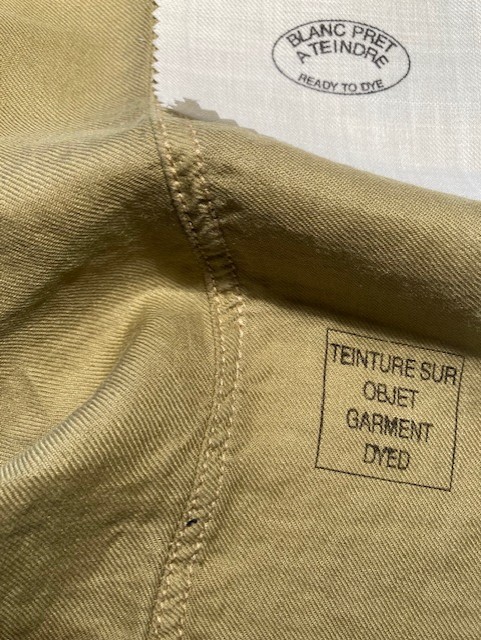 BLANC PRET
A TEINDRE
READY TO DYE
TEINTURE SUR
OBJET
GARMENT
DYED